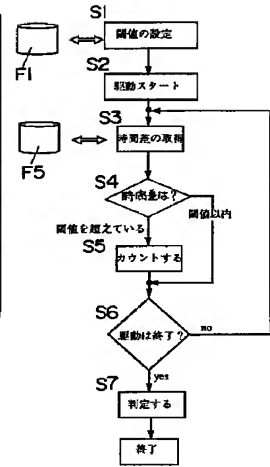 S1
閾値の設定
F1
S2
駆動スタート
S3
時間差の取得
F5
S4
時間差は?
閾値以内
閾値を超えている
S5
カウントする
S6
駆動は終了?
no
yes
S7
判定する
終了